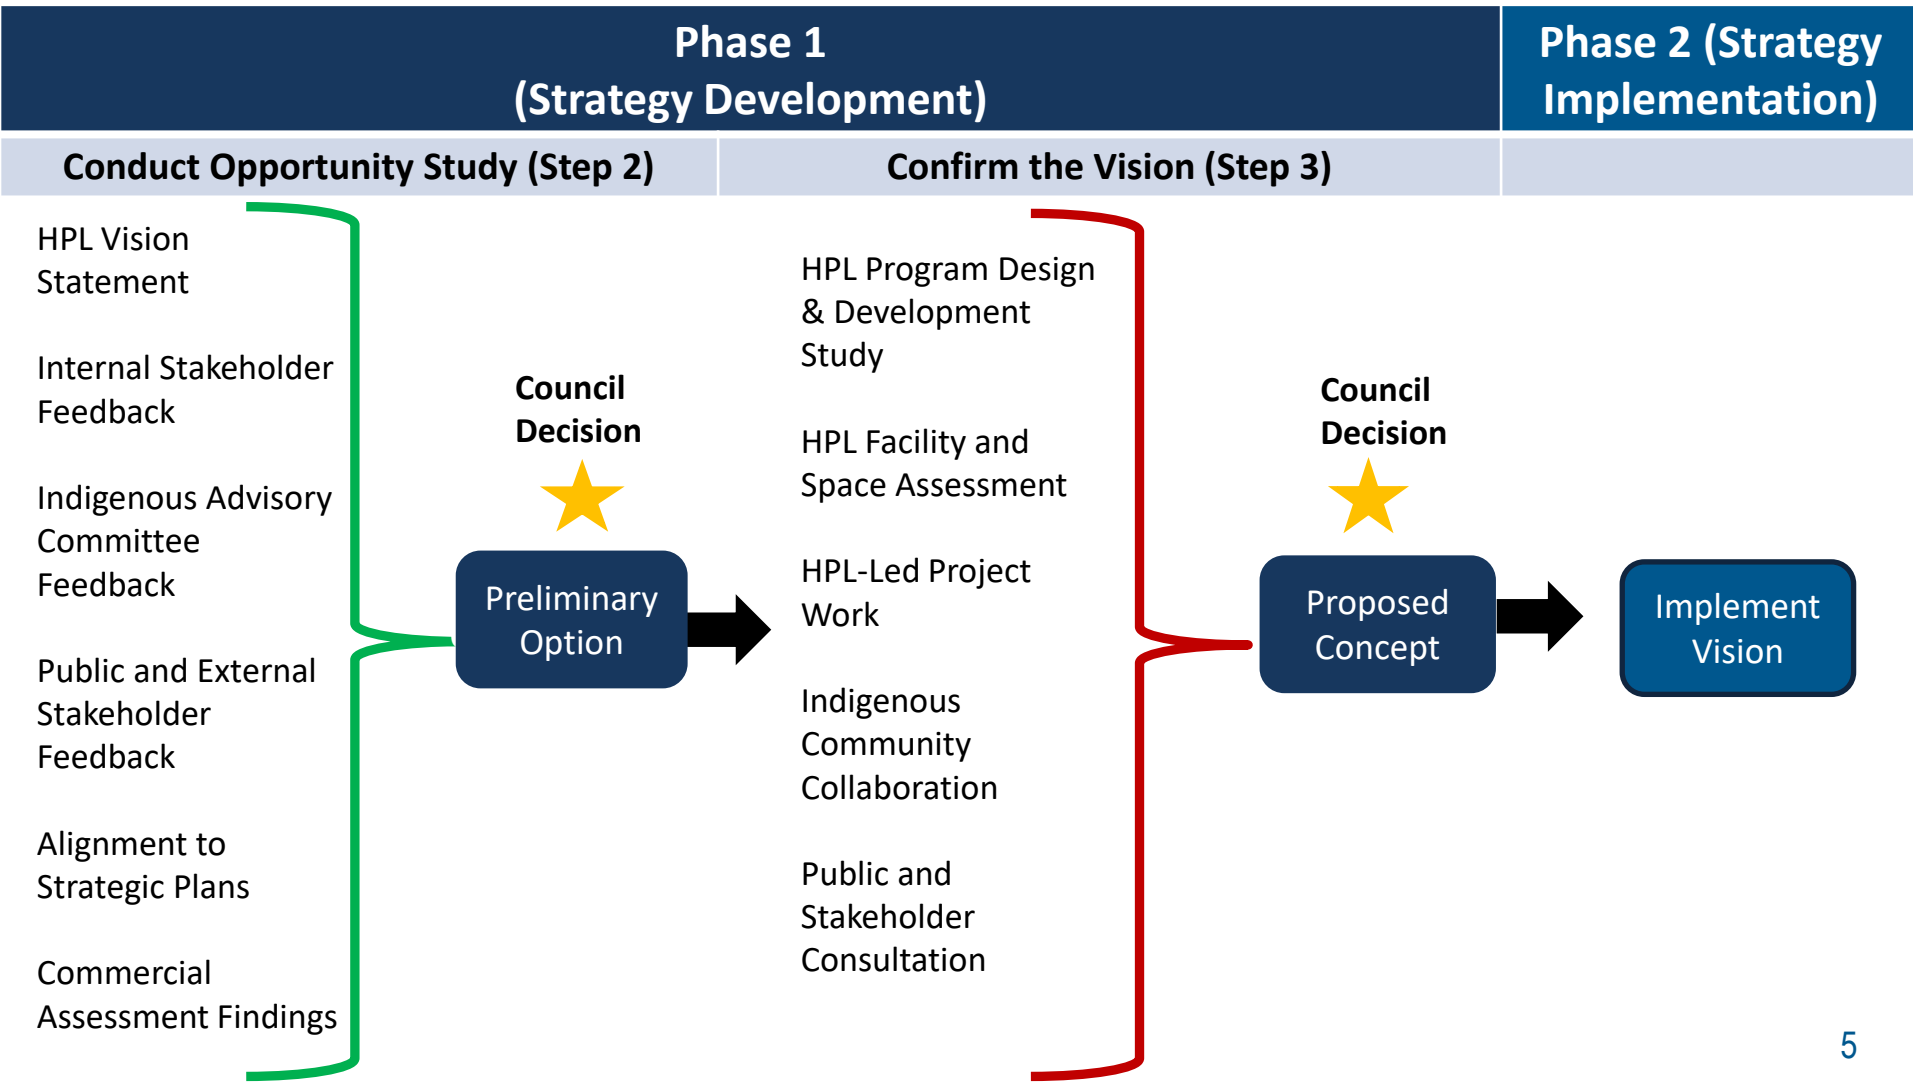 Phase 1
(Strategy Development)
Phase 2 (Strategy
Implementation)
Conduct Opportunity Study (Step 2)
Confirm the Vision (Step 3)
HPL Vision
Statement
Internal Stakeholder
Feedback
Indigenous Advisory
Committee
Feedback
Public and External
Stakeholder
Feedback
Alignment to
Strategic Plans
Commercial
Assessment Findings
Council
Decision
Preliminary
Option
HPL Program Design
& Development
Study
HPL Facility and
Space Assessment
HPL-Led Project
Work
Indigenous
Community
Collaboration
Public and
Stakeholder
Consultation
Council
Decision
Proposed
Concept
Implement
Vision
5